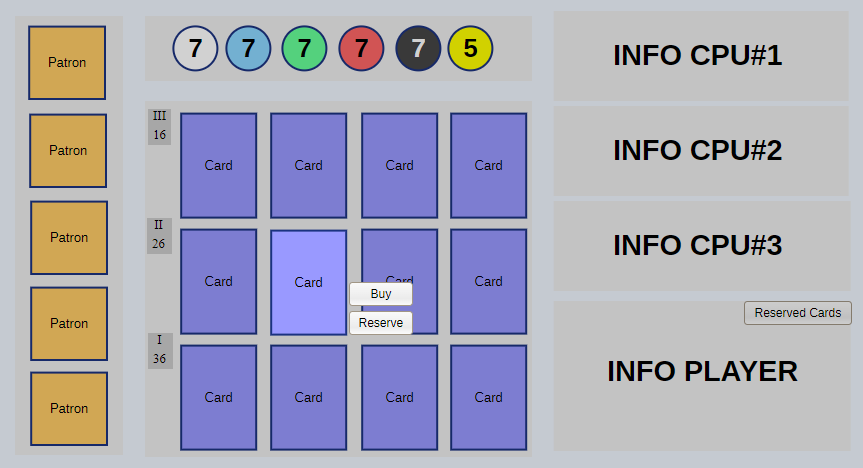 Patron
Patron
Patron
Patron
Patron
7 7 7 7 7 5
III
16
Card Card Card Card
II
26
Card Card Card Card
Buy
Reserve
I
36
Card Card Card Card
INFO CPU#1
INFO CPU#2
INFO CPU#3
Reserved Cards
INFO PLAYER